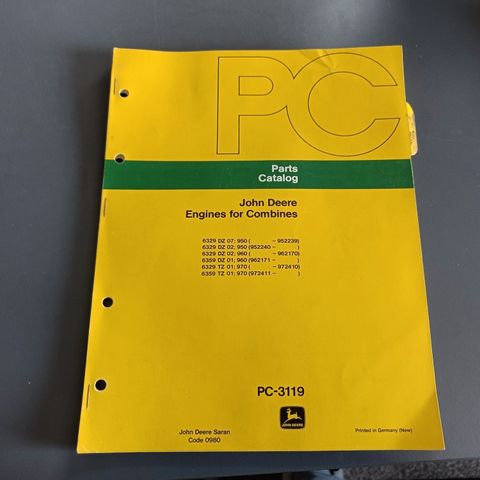 PC
Parts
Catalog
John Deere
Engines for Combines
6329 DZ 07; 950 ( – 952239)
6329 DZ 02; 950 (952240 – )
6329 DZ 02; 960 ( – 962170)
6359 DZ 01; 960 (962171 – )
6329 TZ 01; 970 ( – 972410)
6359 TZ 01; 970 (972411 – )
PC-3119
JOHN DEERE
John Deere Saran
Code 0980
Printed in Germany (New)